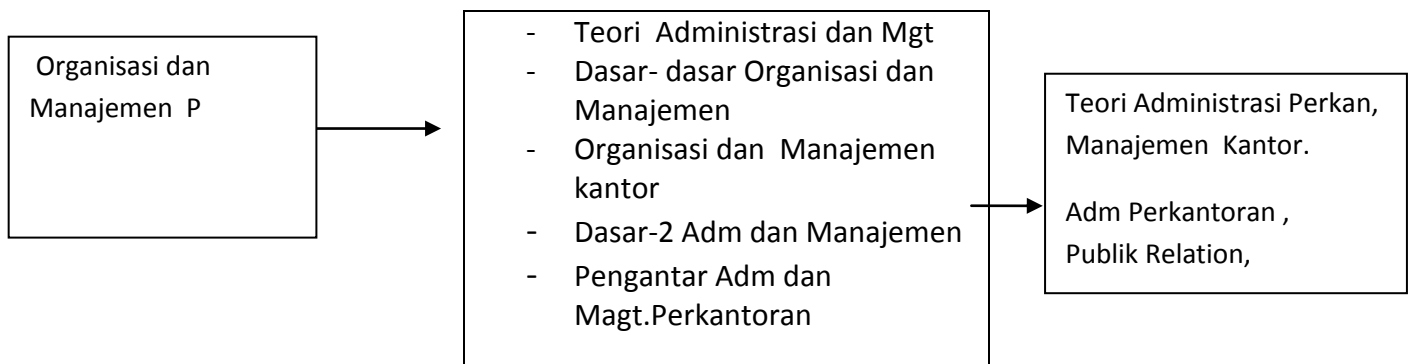 Organisasi dan
Manajemen P
- Teori Administrasi dan Mgt
- Dasar- dasar Organisasi dan
Manajemen
- Organisasi dan Manajemen
kantor
- Dasar-2 Adm dan Manajemen
- Pengantar Adm dan
Magt.Perkantoran
Teori Administrasi Perkan,
Manajemen Kantor.
Adm Perkantoran ,
Publik Relation,